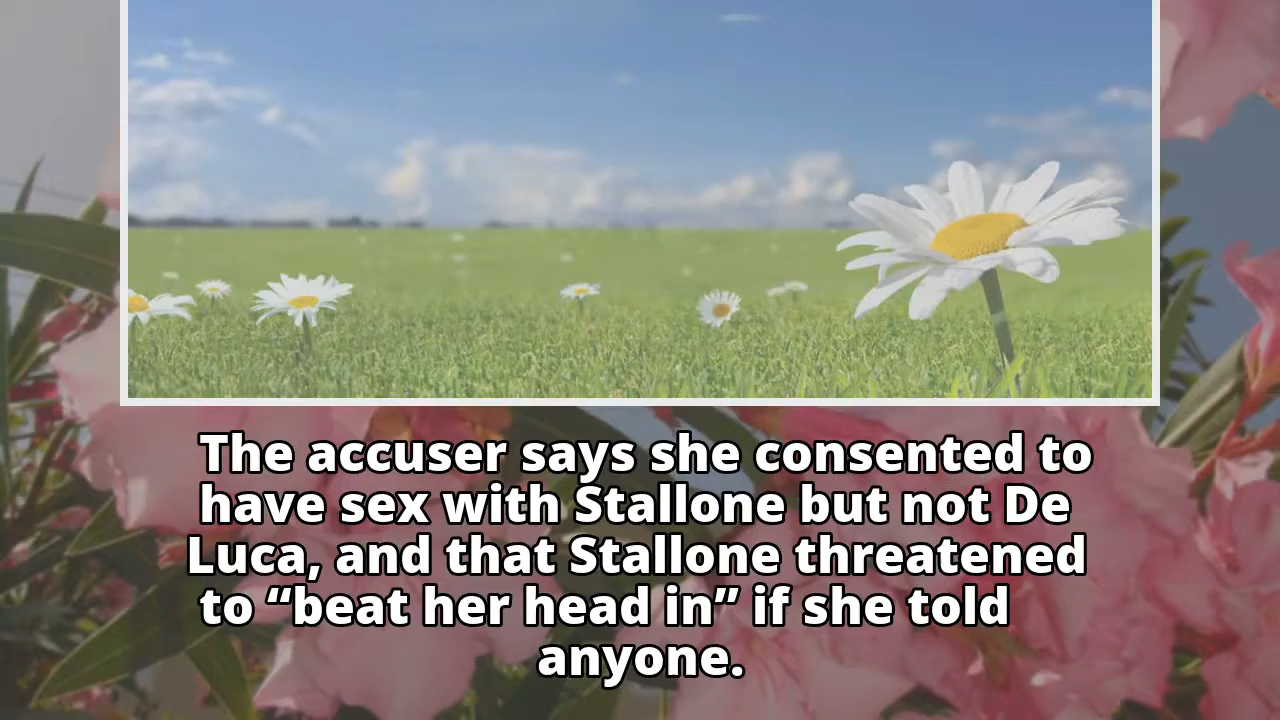 The accuser says she consented to
have sex with Stallone but not De
Luca, and that Stallone threatened
to “beat her head in” if she told
anyone.